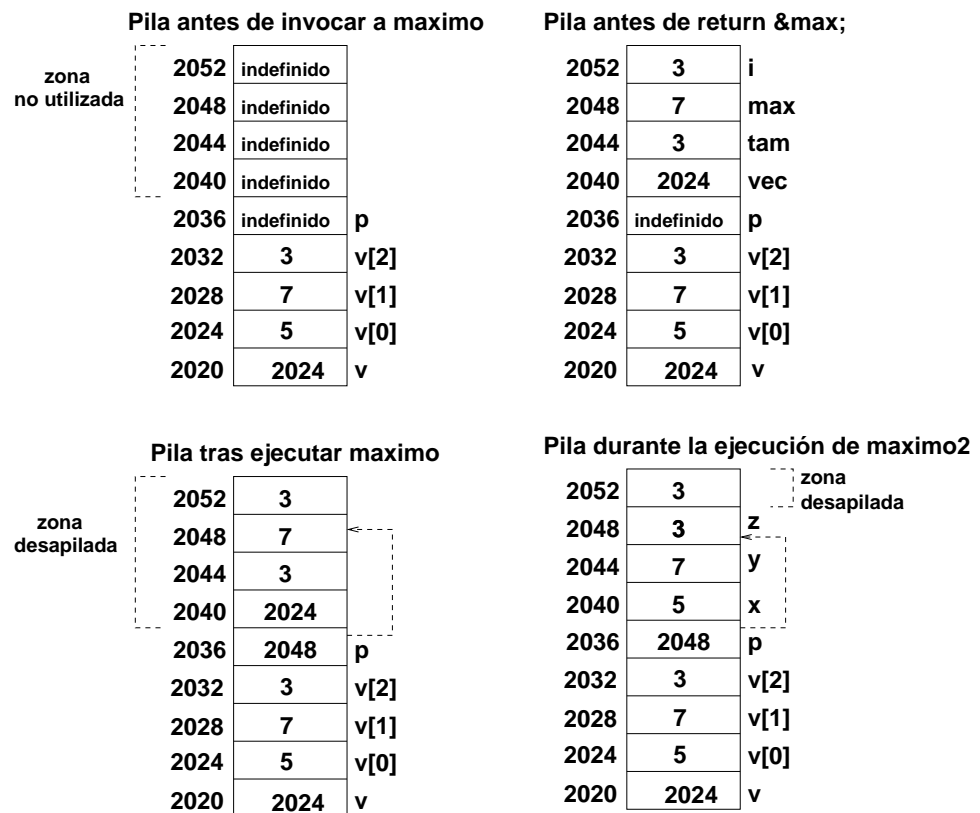 Pila antes de invocar a maximo
zona
no utilizada
2052 indefinido
2048 indefinido
2044 indefinido
2040 indefinido
2036 indefinido p
2032 3 v[2]
2028 7 v[1]
2024 5 v[0]
2020 2024 v
Pila antes de return &max;
2052 3 i
2048 7 max
2044 3 tam
2040 2024 vec
2036 indefinido p
2032 3 v[2]
2028 7 v[1]
2024 5 v[0]
2020 2024 v
Pila tras ejecutar maximo
zona
desapilada
2052 3
2048 7
2044 3
2040 2024
2036 2048 p
2032 3 v[2]
2028 7 v[1]
2024 5 v[0]
2020 2024 v
Pila durante la ejecución de maximo2
zona
desapilada
2052 3
2048 3 z
2044 7 y
2040 5 x
2036 2048 p
2032 3 v[2]
2028 7 v[1]
2024 5 v[0]
2020 2024 v